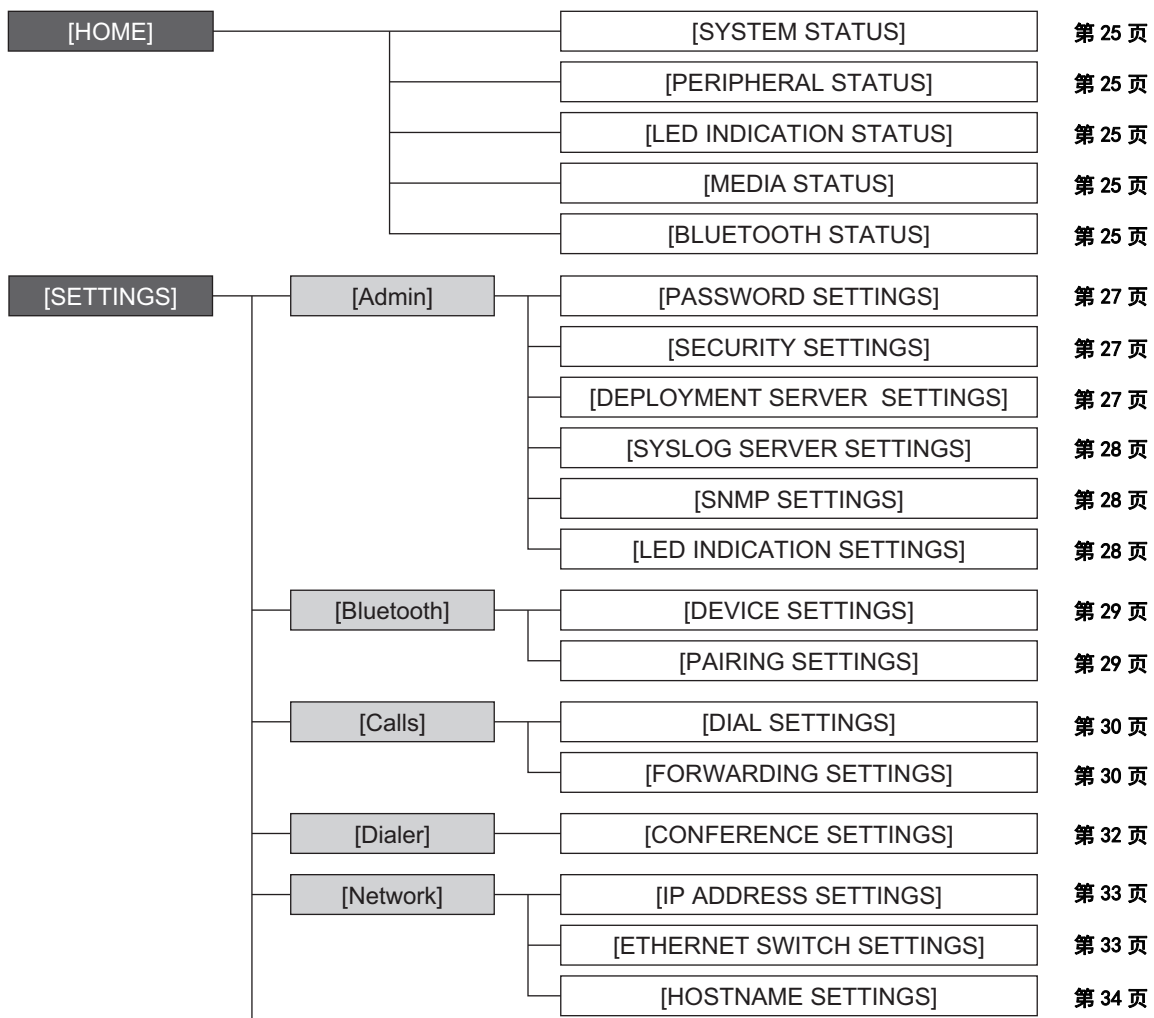 [HOME] [SYSTEM STATUS] 第 25 页
[PERIPHERAL STATUS] 第 25 页
[LED INDICATION STATUS] 第 25 页
[MEDIA STATUS] 第 25 页
[BLUETOOTH STATUS] 第 25 页
[SETTINGS] [Admin] [PASSWORD SETTINGS] 第 27 页
[SECURITY SETTINGS] 第 27 页
[DEPLOYMENT SERVER  SETTINGS] 第 27 页
[SYSLOG SERVER SETTINGS] 第 28 页
[SNMP SETTINGS] 第 28 页
[LED INDICATION SETTINGS] 第 28 页
[Bluetooth] [DEVICE SETTINGS] 第 29 页
[PAIRING SETTINGS] 第 29 页
[Calls] [DIAL SETTINGS] 第 30 页
[FORWARDING SETTINGS] 第 30 页
[Dialer] [CONFERENCE SETTINGS] 第 32 页
[Network] [IP ADDRESS SETTINGS] 第 33 页
[ETHERNET SWITCH SETTINGS] 第 33 页
[HOSTNAME SETTINGS] 第 34 页